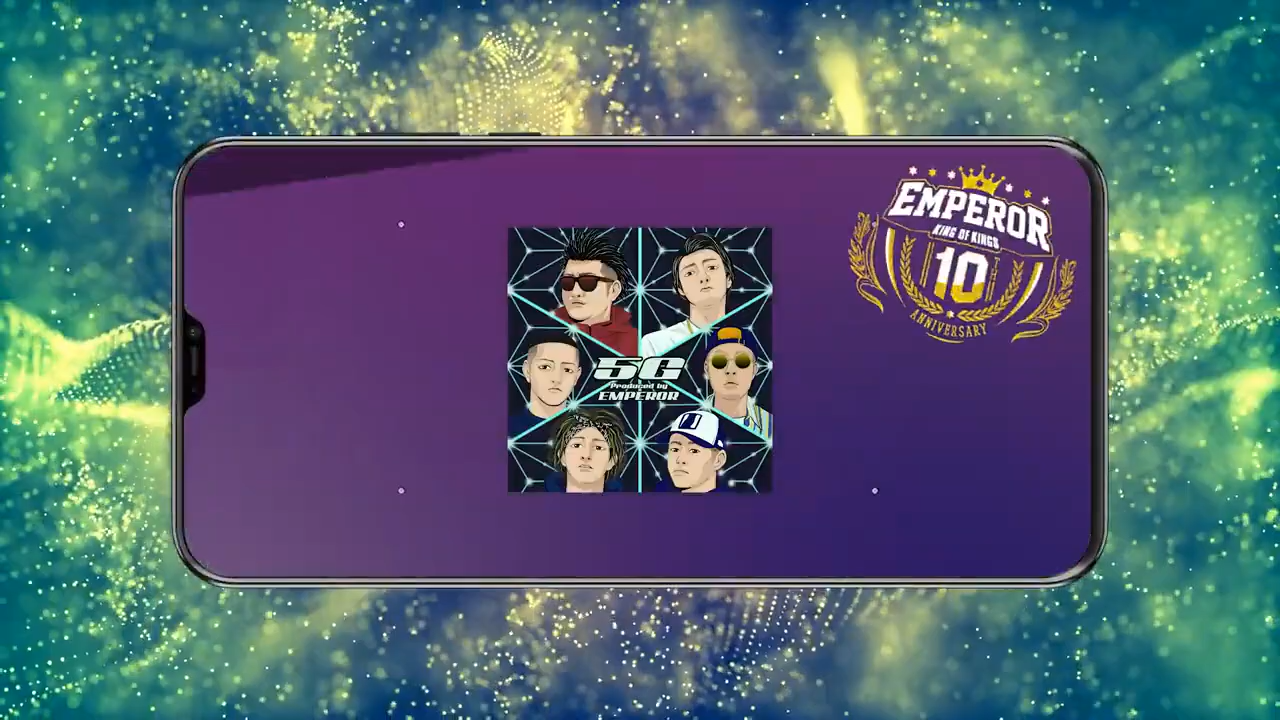 EMPEROR
KING OF KINGS
10
ANNIVERSARY
5G
Produced by
EMPEROR